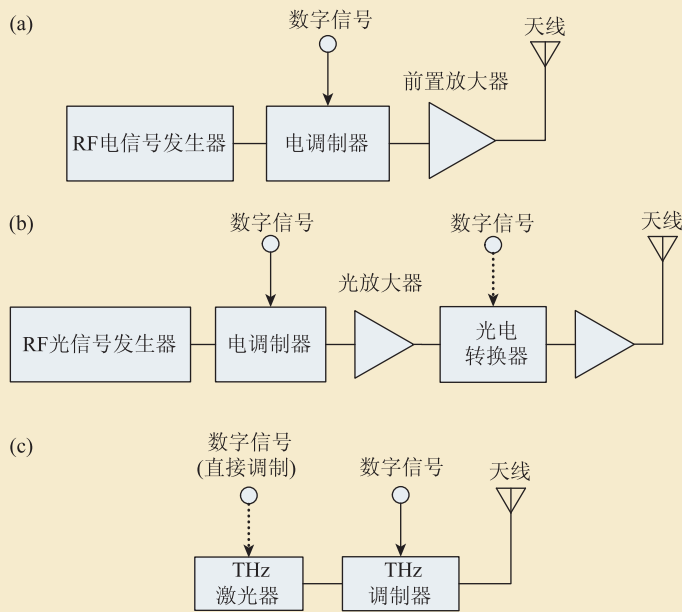 (a)
数字信号
天线
前置放大器
RF电信号发生器
电调制器
(b)
数字信号
数字信号
天线
光放大器
RF光信号发生器
电调制器
光电
转换器
(c)
数字信号
(直接调制)
数字信号
天线
THz
激光器
THz
调制器